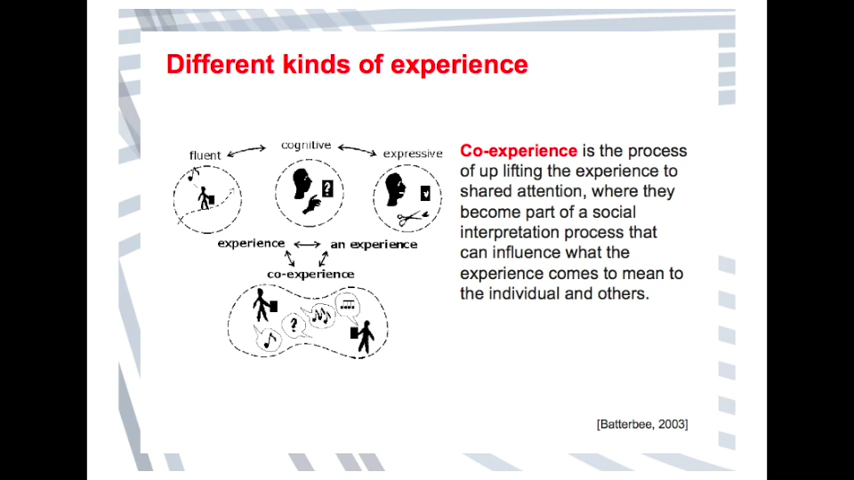 Different kinds of experience
cognitive
fluent
expressive
?
experience
an experience
co-experience
?
Co-experience is the process
of up lifting the experience to
shared attention, where they
become part of a social
interpretation process that
can influence what the
experience comes to mean to
the individual and others.
[Batterbee, 2003]